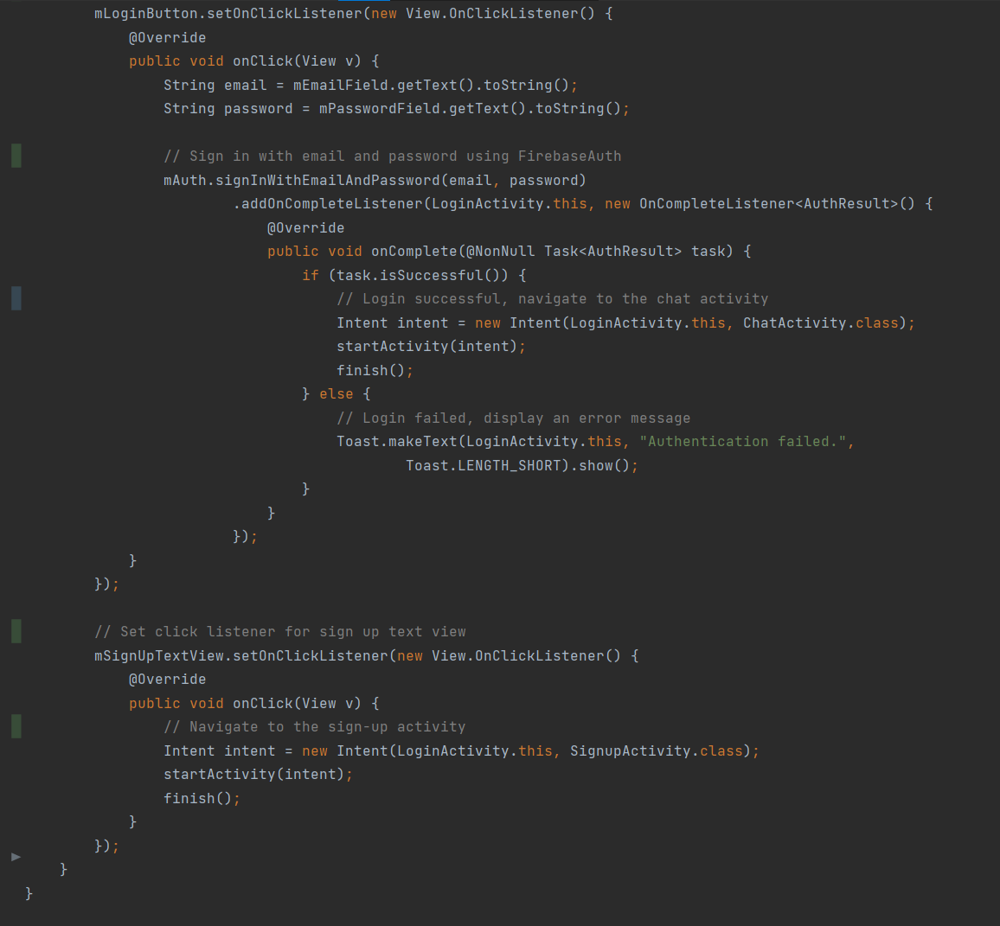 mLoginButton.setOnClickListener(new View.OnClickListener() {
@Override
public void onClick(View v) {
String email = mEmailField.getText().toString();
String password = mPasswordField.getText().toString();
// Sign in with email and password using FirebaseAuth
mAuth.signInWithEmailAndPassword(email, password)
.addOnCompleteListener(LoginActivity.this, new OnCompleteListener<AuthResult>() {
@Override
public void onComplete(@NonNull Task<AuthResult> task) {
if (task.isSuccessful()) {
// Login successful, navigate to the chat activity
Intent intent = new Intent(LoginActivity.this, ChatActivity.class);
startActivity(intent);
finish();
} else {
// Login failed, display an error message
Toast.makeText(LoginActivity.this, "Authentication failed.",
Toast.LENGTH_SHORT).show();
}
}
});
}
});
// Set click listener for sign up text view
mSignUpTextView.setOnClickListener(new View.OnClickListener() {
@Override
public void onClick(View v) {
// Navigate to the sign-up activity
Intent intent = new Intent(LoginActivity.this, SignupActivity.class);
startActivity(intent);
finish();
}
});
}
}